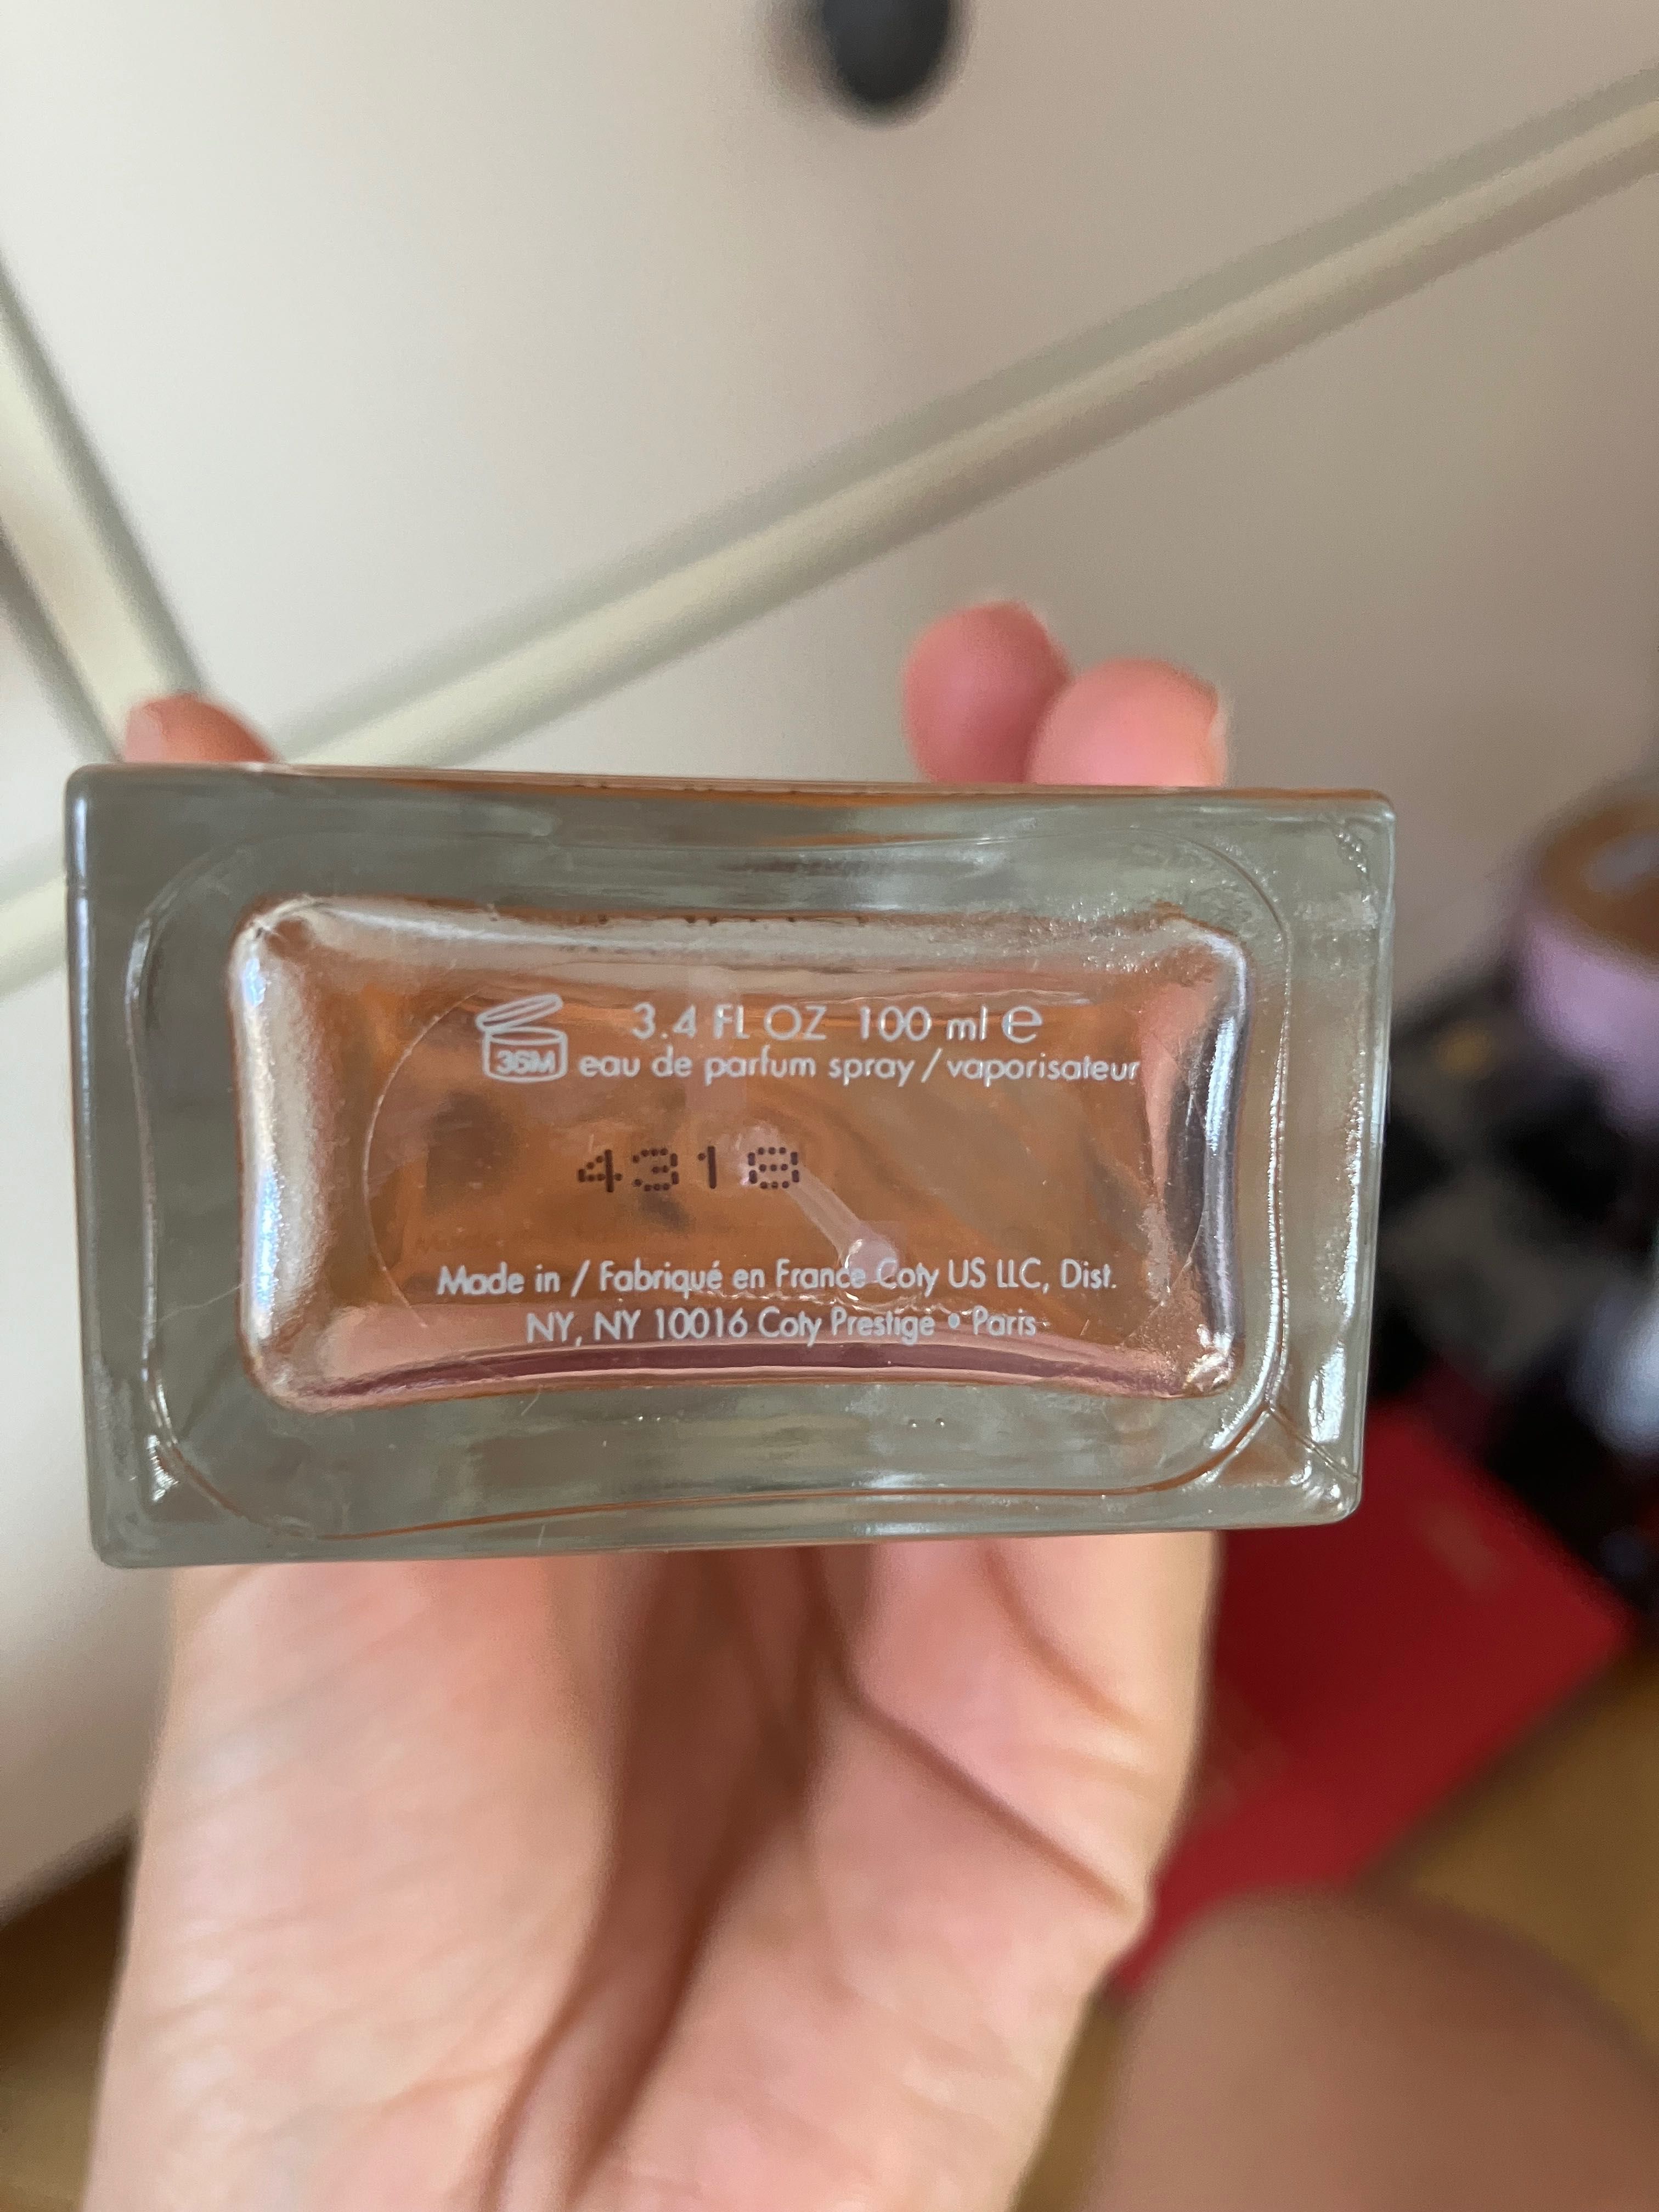 3.4 FL OZ 100 ml ℮
36M eau de parfum spray / vaporisateur
4318
Made in / Fabriqué en France Coty US LLC, Dist.
NY, NY 10016 Coty Prestige • Paris